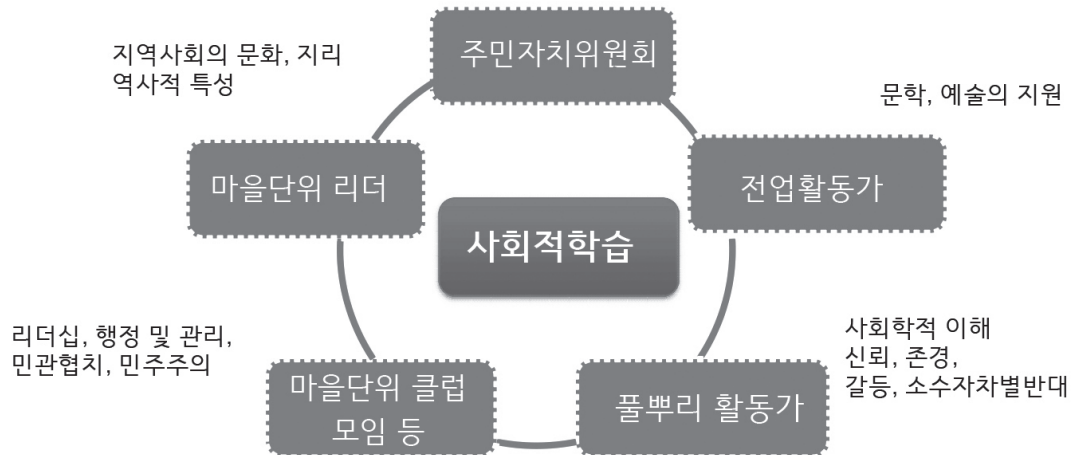 주민자치위원회
지역사회의 문화, 지리
역사적 특성
문학, 예술의 지원
마을단위 리더
전업활동가
사회적학습
리더십, 행정 및 관리,
민관협치, 민주주의
사회학적 이해
신뢰, 존경,
갈등, 소수자차별반대
마을단위 클럽
모임 등
풀뿌리 활동가